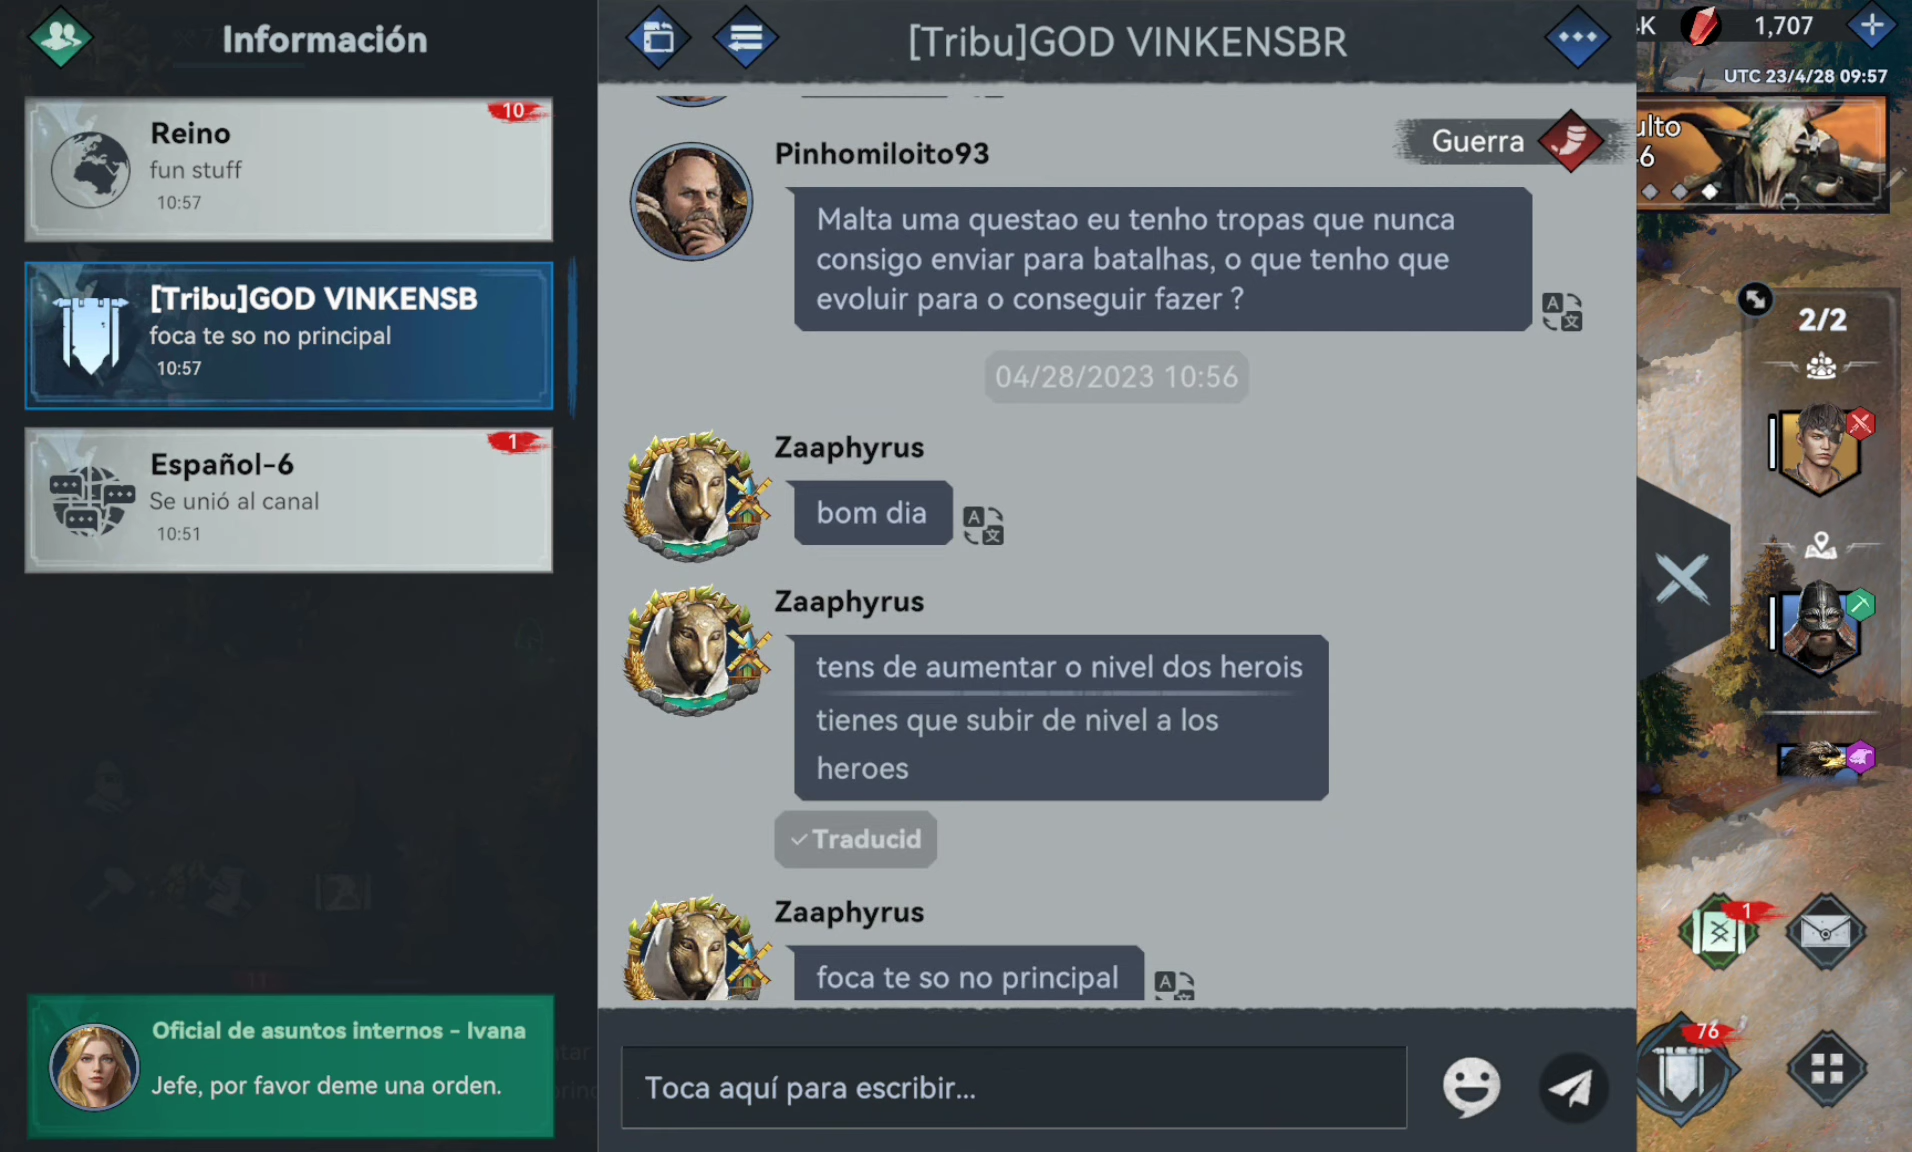 Información
Reino
fun stuff
10:57
10
[Tribu]GOD VINKENSB
foca te so no principal
10:57
Español-6
Se unió al canal
10:51
1
Oficial de asuntos internos - Ivana
Jefe, por favor deme una orden.
[Tribu]GOD VINKENSBR
Guerra
Pinhomiloito93
Malta uma questao eu tenho tropas que nunca
consigo enviar para batalhas, o que tenho que
evoluir para o conseguir fazer ?
04/28/2023 10:56
Zaaphyrus
bom dia
Zaaphyrus
tens de aumentar o nivel dos herois
tienes que subir de nivel a los
heroes
Traducid
Zaaphyrus
foca te so no principal
Toca aquí para escribir...
K
1,707
UTC 23/4/28 09:57
ulto
6
2/2
1
76